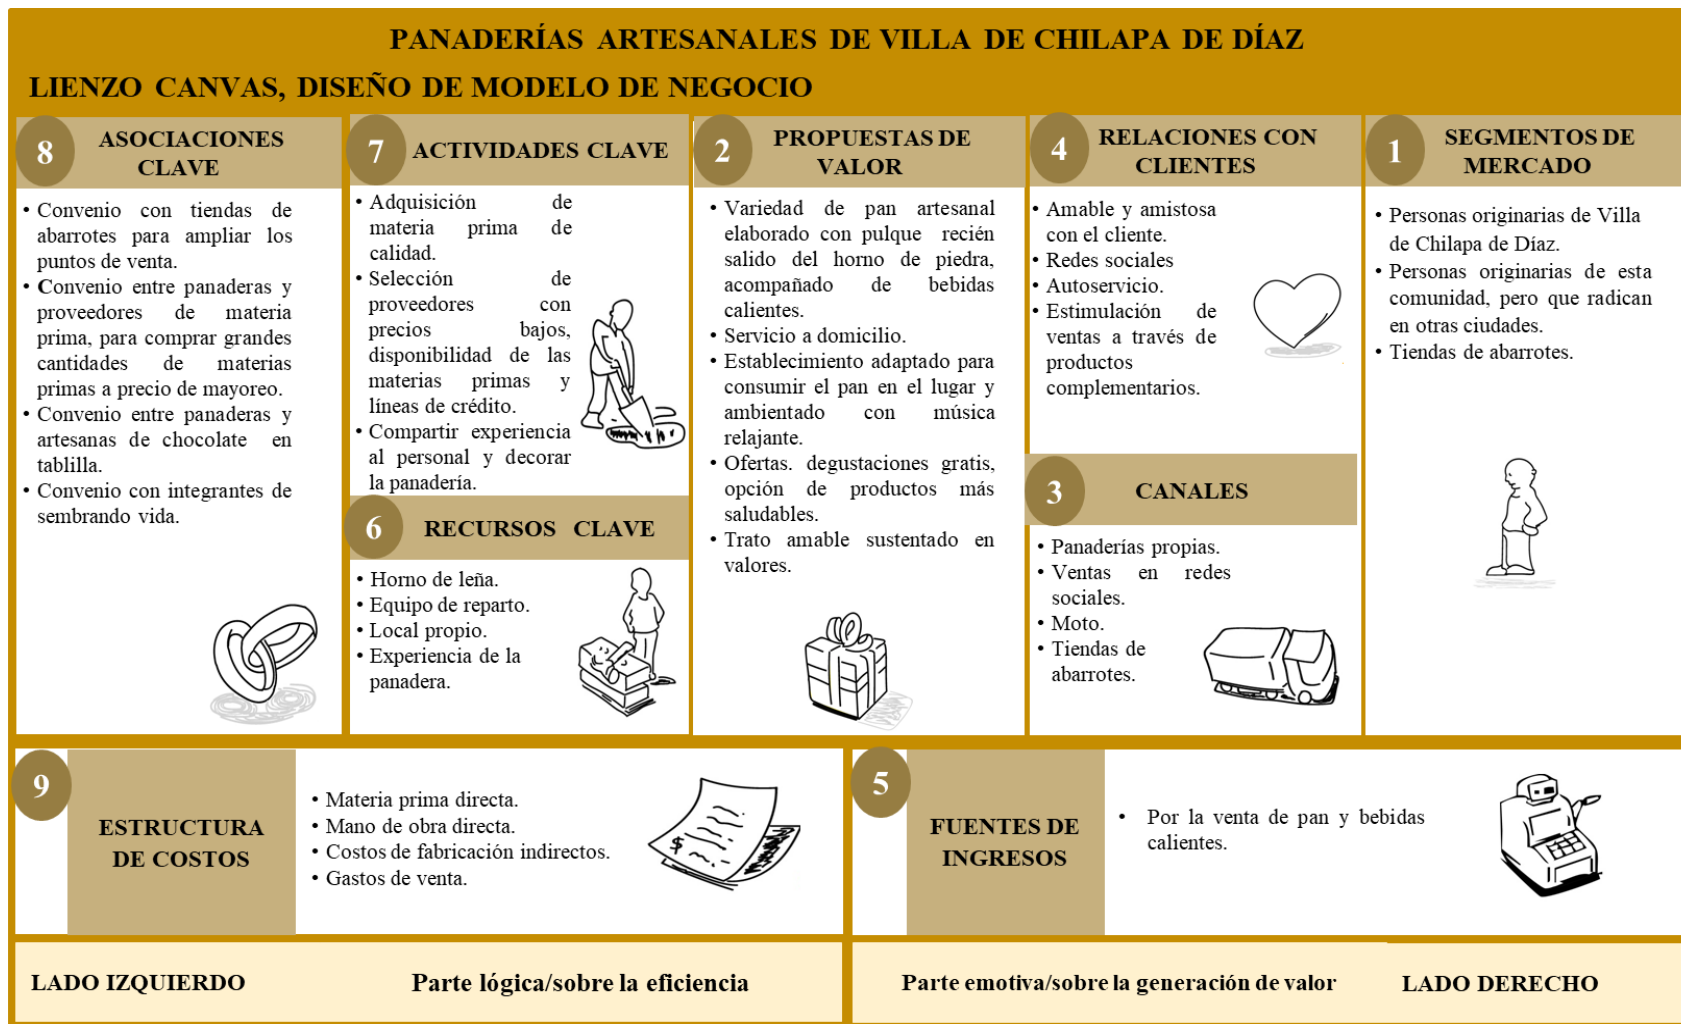 PANADERÍAS ARTESANALES DE VILLA DE CHILAPA DE DÍAZ
LIENZO CANVAS, DISEÑO DE MODELO DE NEGOCIO
8
ASOCIACIONES
CLAVE
• Convenio con tiendas de
abarrotes para ampliar los
puntos de venta.
• Convenio entre panaderas y
proveedores de materia
prima, para comprar grandes
cantidades de materias
primas a precio de mayoreo.
• Convenio entre panaderas y
artesanas de chocolate en
tablilla.
• Convenio con integrantes de
sembrando vida.
7
ACTIVIDADES CLAVE
• Adquisición de
materia prima de
calidad.
• Selección de
proveedores con
precios bajos,
disponibilidad de las
materias primas y
líneas de crédito.
• Compartir experiencia
al personal y decorar
la panadería.
6
RECURSOS CLAVE
• Horno de leña.
• Equipo de reparto.
• Local propio.
• Experiencia de la
panadera.
2
PROPUESTAS DE
VALOR
• Variedad de pan artesanal
elaborado con pulque recién
salido del horno de piedra,
acompañado de bebidas
calientes.
• Servicio a domicilio.
• Establecimiento adaptado para
consumir el pan en el lugar y
ambientado con música
relajante.
• Ofertas. degustaciones gratis,
opción de productos más
saludables.
• Trato amable sustentado en
valores.
4
RELACIONES CON
CLIENTES
• Amable y amistosa
con el cliente.
• Redes sociales
• Autoservicio.
• Estimulación de
ventas a través de
productos
complementarios.
3
CANALES
• Panaderías propias.
• Ventas en redes
sociales.
• Moto.
• Tiendas de
abarrotes.
1
SEGMENTOS DE
MERCADO
• Personas originarias de Villa
de Chilapa de Díaz.
• Personas originarias de esta
comunidad, pero que radican
en otras ciudades.
• Tiendas de abarrotes.
9
ESTRUCTURA
DE COSTOS
• Materia prima directa.
• Mano de obra directa.
• Costos de fabricación indirectos.
• Gastos de venta.
$
5
FUENTES DE
INGRESOS
• Por la venta de pan y bebidas
calientes.
LADO IZQUIERDO
Parte lógica/sobre la eficiencia
Parte emotiva/sobre la generación de valor
LADO DERECHO